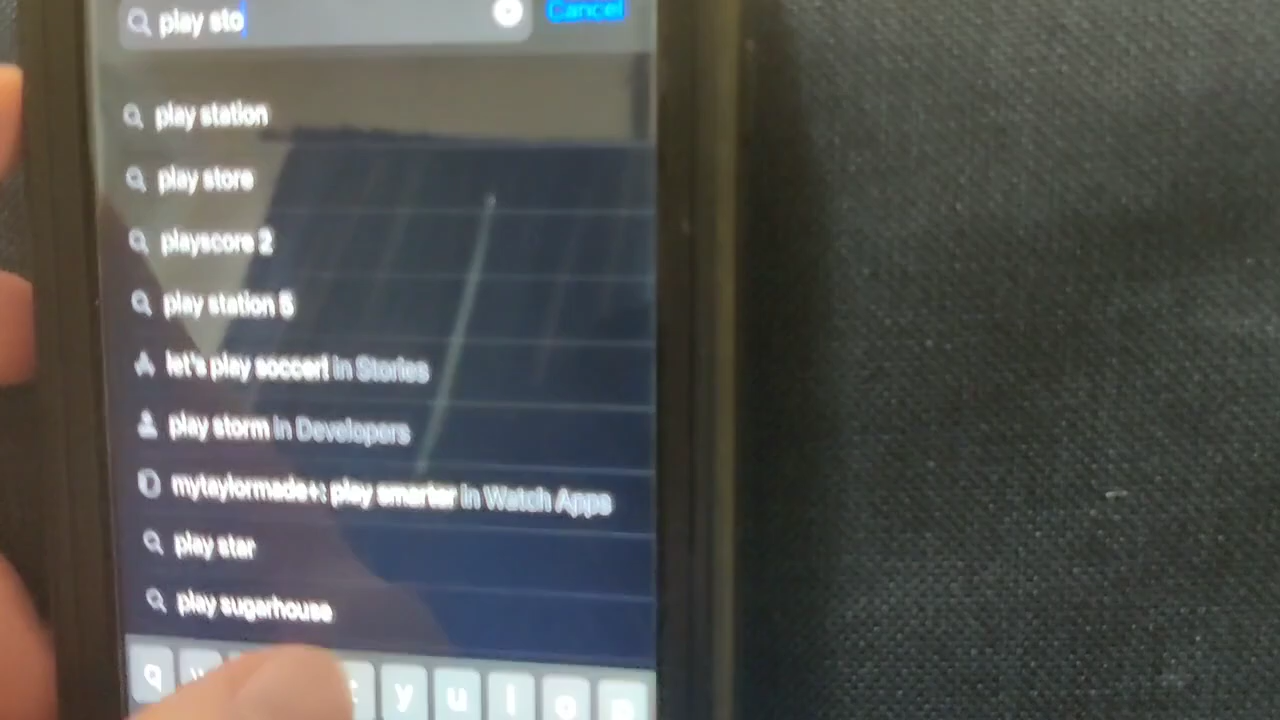 play sto
Cancel
play station
play store
playscore 2
play station 5
let's play soccer! in Stories
play storm in Developers
mytaylormade+: play smarter in Watch Apps
play star
play sugarhouse
q
y u i o p